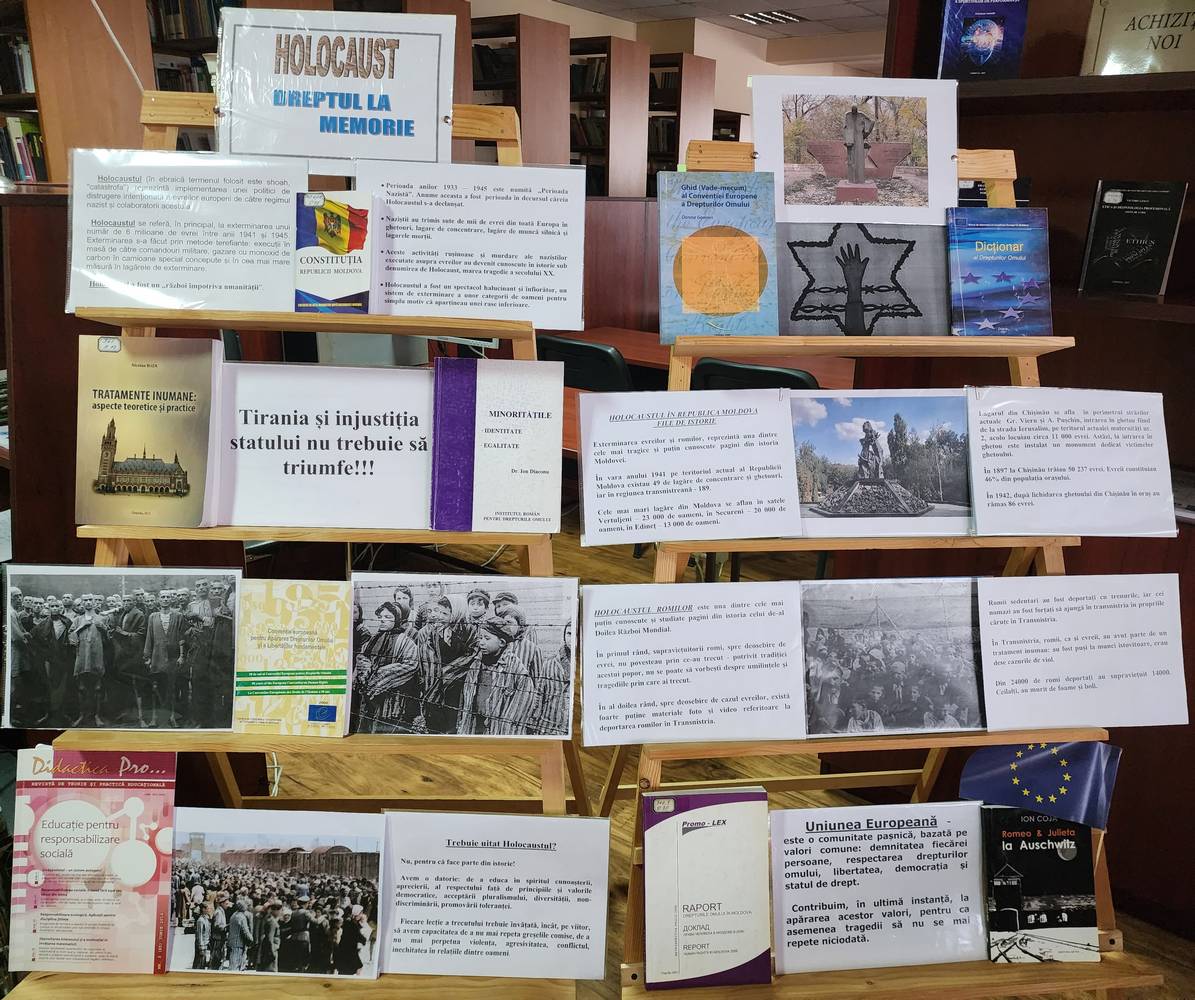 HOLOCAUST
DREPTUL LA
MEMORIE
Holocaustul (în ebraică termenul folosit este shoah,
"catastrofa") reprezintă implementarea unei politici de
distrugere intenționată a evreilor europeni de către regimul
nazist și colaboratorii acestuia.
Holocaustul se referă, în principal, la exterminarea unui
număr de 6 milioane de evrei între anii 1941 și 1945.
Exterminarea s-a făcut prin metode terefiante: execuții în
masă de către comandouri militare, gazare cu monoxid de
carbon în camioane special concepute și în cea mai mare
măsură în lagărele de exterminare.
a fost un „război împotriva umanității”
CONSTITUȚIA
REPUBLICII MOLDOVA
• Perioada anilor 1933 – 1945 este numită „Perioada
Nazistă”. Anume aceasta a fost perioada în decursul căreia
Holocaustul s-a declanșat.
• Naziștii au trimis sute de mii de evrei din toată Europa în
ghetouri, lagare de concentrare, lagăre de muncă silnică și
lagarele morții.
• Aceste activități rușinoase și murdare ale naziștilor
executate asupra evreilor au devenit cunoscute în istorie sub
denumirea de Holocaust, marea tragedie a secolului XX.
• Holocaustul a fost un spectacol halucinant și înfiorător, un
sistem de exterminare a unor categorii de oameni pentru
simplu motiv că aparțineau unei rase inferioare.
Nicolae
TRATAMENTE INUMANE:
aspecte teoretice și practice
Tirania și injustiția
statului nu trebuie să
triumfe!!!
MINORITĂȚILE
IDENTITATE
EGALITATE
Dr. Ion Diaconu
INSTITUTUL ROMÂN
PENTRU DREPTURILE OMULUI
Convenția europeană
pentru Apărarea Drepturilor Omului
și a Libertăților fundamentale
Didactica Pro...
REVISTĂ DE TEORIE ȘI PRACTICĂ EDUCAȚIONALĂ
Educație pentru
responsabilizare
socială
Trebuie uitat Holocaustul?
Nu, pentru că face parte din istorie!
Avem o datorie: de a educa în spiritul cunoașterii,
aprecierii, al respectului față de principiile și valorile
democratice, acceptării pluralismului, diversității, non-
discriminării, promovării toleranței.
Fiecare lecție a trecutului trebuie învățată, încât, pe viitor,
să avem capacitatea de a nu mai repeta greșelile comise, de a
nu mai perpetua violența, agresivitatea, conflictul,
inechitatea în relațiile dintre oameni.
ACHIZIȚ
NOI
ETHICS
Ghid (Vade-mecum)
al Convenției Europene
a Drepturilor Omului
Donna Gomien
Dicționar
al Drepturilor Omului
HOLOCAUSTUL ÎN REPUBLICA MOLDOVA
FILE DE ISTORIE
Exterminarea evreilor și romilor, reprezintă una dintre
cele mai tragice și puțin cunoscute pagini din istoria
Moldovei.
În vara anului 1941 pe teritoriul actual al Republicii
Moldova existau 49 de lagăre de concentrare și ghetouri,
iar în regiunea transnistreană - 189.
Cele mai mari lagăre din Moldova se aflau în satele
Vertujeni – 23 000 de oameni, în Secureni – 20 000 de
oameni, în Edineț – 13 000 de oameni.
Lagărul din Chișinău se afla în perimetrul străzilor
actuale Gr. Vieru și A. Pușchin, intrarea în ghetou fiind
de la strada Ierusalim, pe teritoriul actualei maternități nr.
2, acolo locuiau circa 11 000 evrei. Astăzi, la intrarea în
ghetou este instalat un monument dedicat victimelor
ghetoului.
În 1897 la Chișinău trăiau 50 237 evrei. Evreii constituiau
46% din populația orașului.
În 1942, după lichidarea ghetoului din Chișinău în oraș au
rămas 86 evrei.
HOLOCAUSTUL ROMILOR este una dintre cele mai
puțin cunoscute și studiate pagini din istoria celui de-al
Doilea Război Mondial.
În primul rând, supraviețuitorii romi, spre deosebire de
evrei, nu povesteau prin ce-au trecut - potrivit tradiției
acestui popor, nu se poate să vorbești despre umilințele și
tragediile prin care ai trecut.
În al doilea rând, spre deosebire de cazul evreilor, există
foarte puține materiale foto și video referitoare la
deportarea romilor în Transnistria.
Romii sedentari au fost deportați cu trenurile, iar cei
nomazi au fost forțați să ajungă în transnistria în propriile
căruțe în Transnistria.
În Transnistria, romii, ca și evreii, au avut parte de un
tratament inuman: au fost puși la munci istovitoare, erau
dese cazurile de viol.
Din 24000 de romi deportați au supraviețuit 14000.
Ceilalți, au murit de foame și boli.
Promo - LEX
RAPORT
DREPTURILE OMULUI ÎN MOLDOVA
ДОКЛАД
REPORT
Uniunea Europeană -
este o comunitate pașnică, bazată pe
valori comune: demnitatea fiecărei
persoane, respectarea drepturilor
omului, libertatea, democrația și
statul de drept.
Contribuim, în ultimă instanță, la
apărarea acestor valori, pentru ca
asemenea tragedii să nu se mai
repete niciodată.
ION COJA
Romeo & Julieta
la Auschwitz